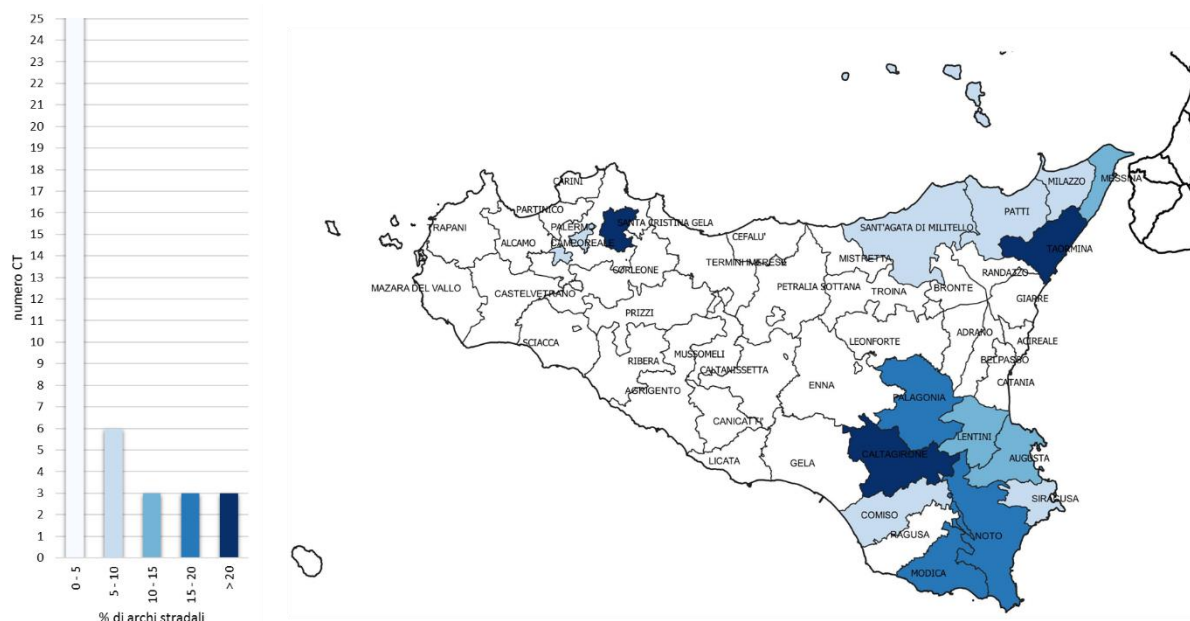 numero CT
25
24
23
22
21
20
19
18
17
16
15
14
13
12
11
10
9
8
7
6
5
4
3
2
1
0
0 - 5
5 - 10
10 - 15
15 - 20
> 20
% di archi stradali
CARINI
MILAZZO
MESSINA
PARTINICO
PATTI
TRAPANI
PALERMO
SANTA CRISTINA GELA
SANT'AGATA DI MILITELLO
ALCAMO
CAMPOREALE
CEFALU'
TAORMINA
TERMINI IMERESE
MISTRETTA
CORLEONE
RANDAZZO
MAZARA DEL VALLO
CASTELVETRANO
PETRALIA SOTTANA
TROINA
BRONTE
GIARRE
PRIZZI
SCIACCA
LEONFORTE
ADRANO
ACIREALE
RIBERA
MUSSOMELI
BELPASSO
CALTANISSETTA
ENNA
CATANIA
AGRIGENTO
PALAGONIA
CANICATTI'
LENTINI
CALTAGIRONE
AUGUSTA
LICATA
GELA
SIRACUSA
COMISO
RAGUSA
NOTO
MODICA